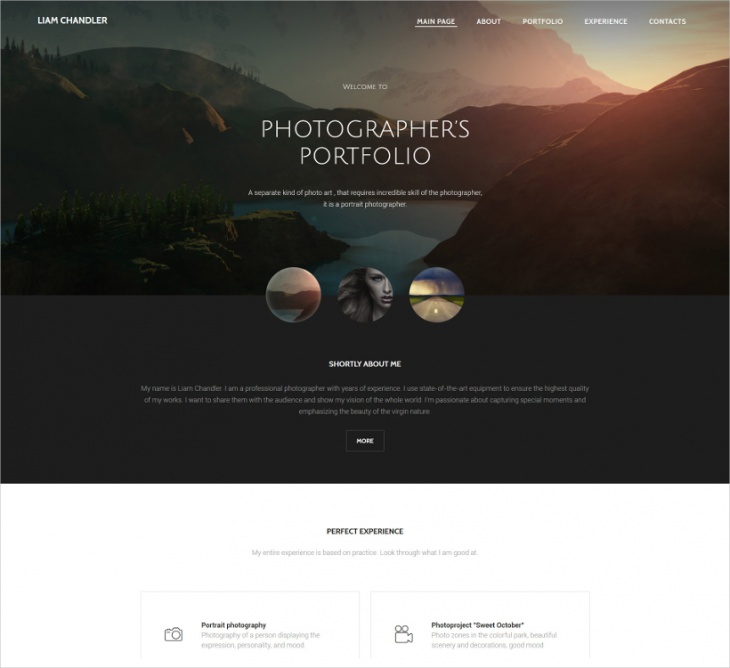 LIAM CHANDLER
MAIN PAGE ABOUT PORTFOLIO EXPERIENCE CONTACTS
WELCOME TO
PHOTOGRAPHER'S
PORTFOLIO
A separate kind of photo art , that requires incredible skill of the photographer,
it is a portrait photographer
SHORTLY ABOUT ME
My name is Liam Chandler. I am a professional photographer with years of experience. I use state-of-the-art equipment to ensure the highest quality
of my works. I want to share them with the audience and show my vision of the whole world. I'm passionate about capturing special moments and
emphasizing the beauty of the virgin nature.
MORE
PERFECT EXPERIENCE
My entire experience is based on practice. Look through what I am good at.
Portrait photography
Photography of a person displaying the
expression, personality, and mood.
Photoproject "Sweet October"
Photo zones in the colorful park, beautiful
scenery and decorations, good mood